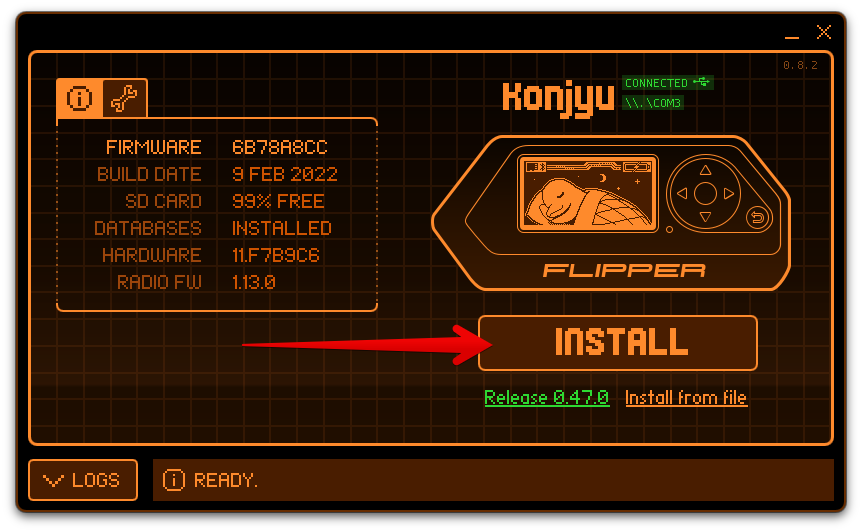 0.8.2
Konjyu
CONNECTED
\\.\COM3
FIRMWARE 6B78A8CC
BUILD DATE 9 FEB 2022
SD CARD 99% FREE
DATABASES INSTALLED
HARDWARE 11.F7B9C6
RADIO FW 1.13.0
FLIPPER
INSTALL
Release 0.47.0 Install from file
LOGS
READY.